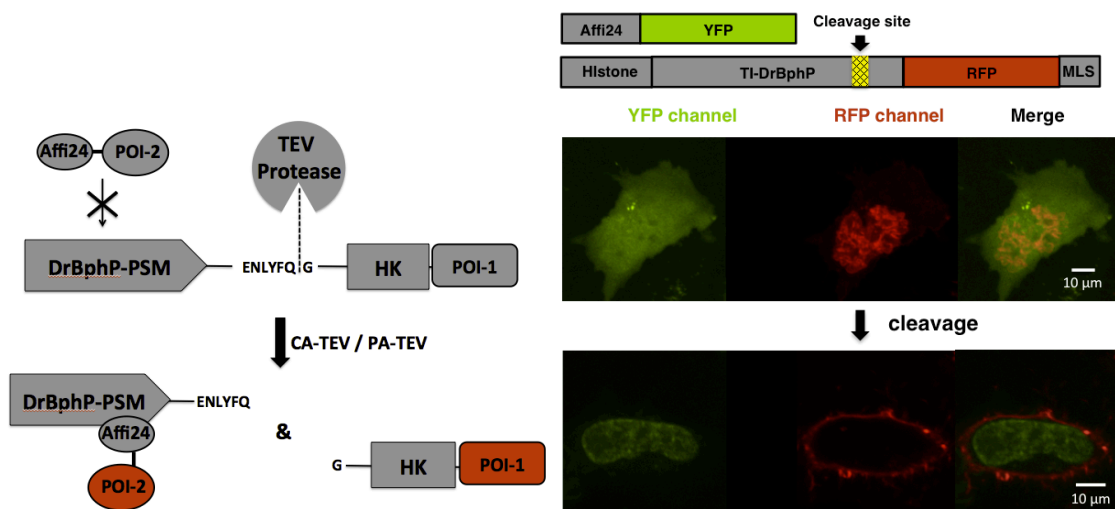 Affi24
POI-2
TEV
Protease
DrBphP-PSM
ENLYFQ
G
HK
POI-1
CA-TEV / PA-TEV
DrBphP-PSM
ENLYFQ
Affi24
POI-2
&
G
HK
POI-1
Cleavage site
Affi24
YFP
HIstone
TI-DrBphP
RFP
MLS
YFP channel
RFP channel
Merge
10 µm
cleavage
10 µm